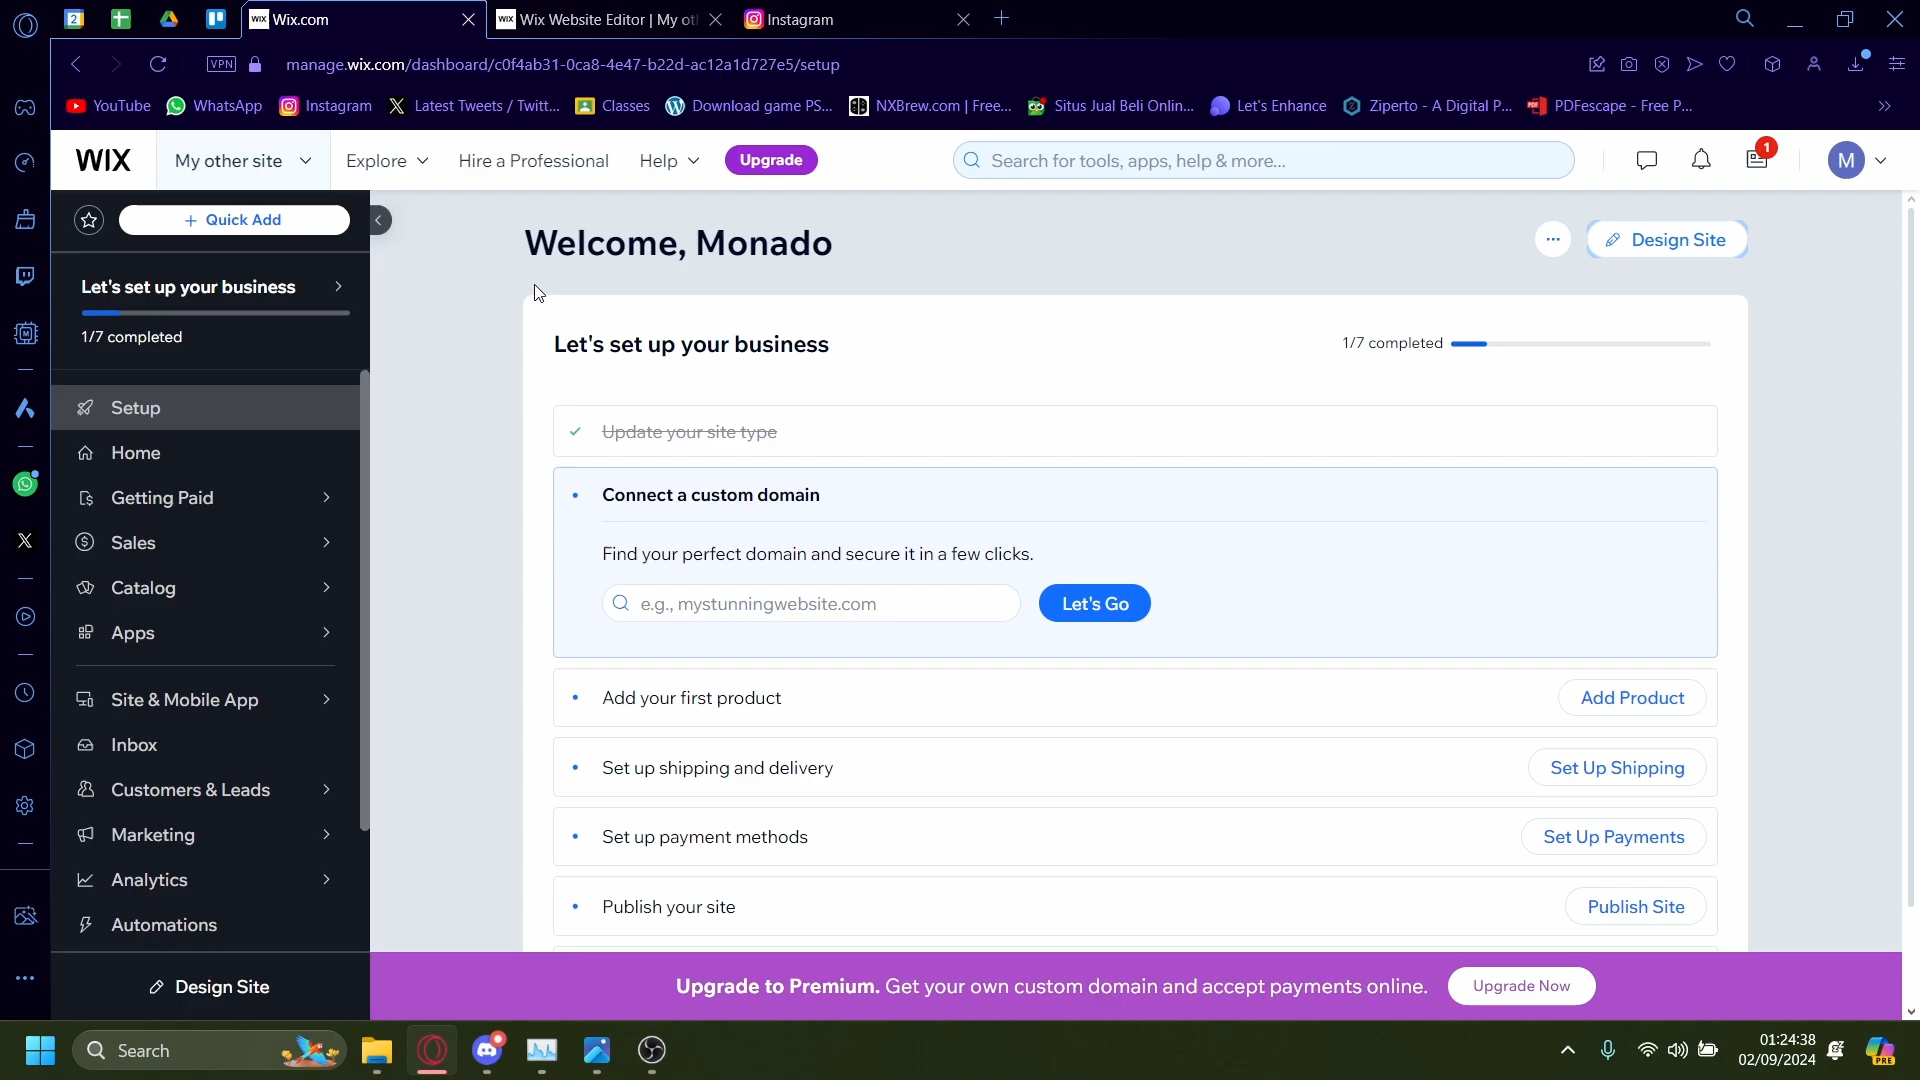 2
WIX Wix.com
WIX Wix Website Editor | My ot
Instagram
VPN
manage.wix.com/dashboard/c0f4ab31-0ca8-4e47-b22d-ac12a1d727e5/setup
YouTube
WhatsApp
Instagram
Latest Tweets / Twitt...
Classes
Download game PS...
NXBrew.com | Free...
Situs Jual Beli Onlin...
Let's Enhance
Ziperto - A Digital P...
PDFescape - Free P...
WIX
My other site
Explore
Hire a Professional
Help
Upgrade
Search for tools, apps, help & more...
1
M
+ Quick Add
Let's set up your business
1/7 completed
Setup
Home
Getting Paid
Sales
Catalog
Apps
Site & Mobile App
Inbox
Customers & Leads
Marketing
Analytics
Automations
Design Site
Welcome, Monado
Design Site
Let's set up your business
1/7 completed
Update your site type
Connect a custom domain
Find your perfect domain and secure it in a few clicks.
e.g., mystunningwebsite.com
Let's Go
Add your first product
Add Product
Set up shipping and delivery
Set Up Shipping
Set up payment methods
Set Up Payments
Publish your site
Publish Site
Upgrade to Premium. Get your own custom domain and accept payments online.
Upgrade Now
Search
01:24:38
02/09/2024
PRE